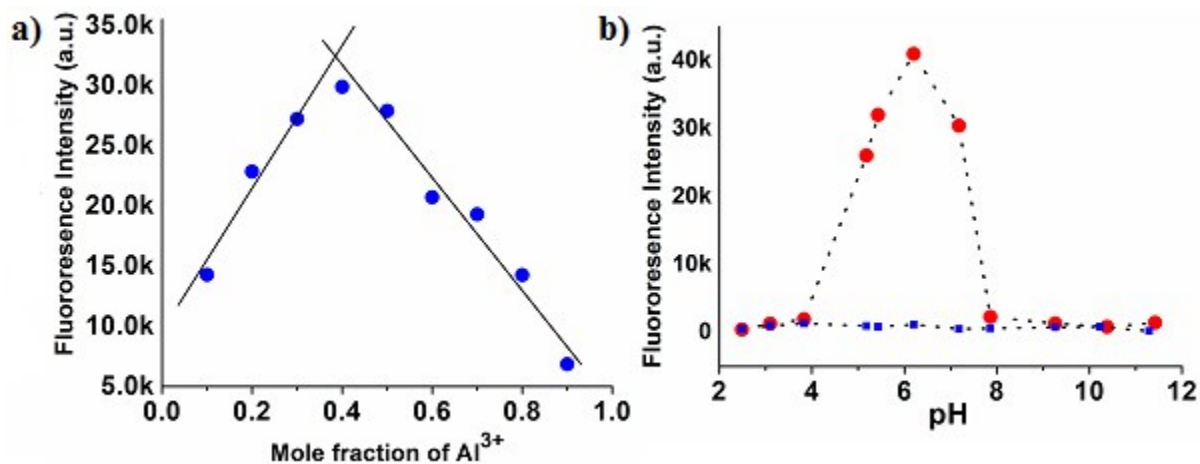 a)
Fluororesence Intensity (a.u.)
35.0k
30.0k
25.0k
20.0k
15.0k
10.0k
5.0k
0.0 0.2 0.4 0.6 0.8 1.0
Mole fraction of Al3+
b)
Fluororesence Intensity (a.u.)
40k
30k
20k
10k
0
2 4 6 8 10 12
pH